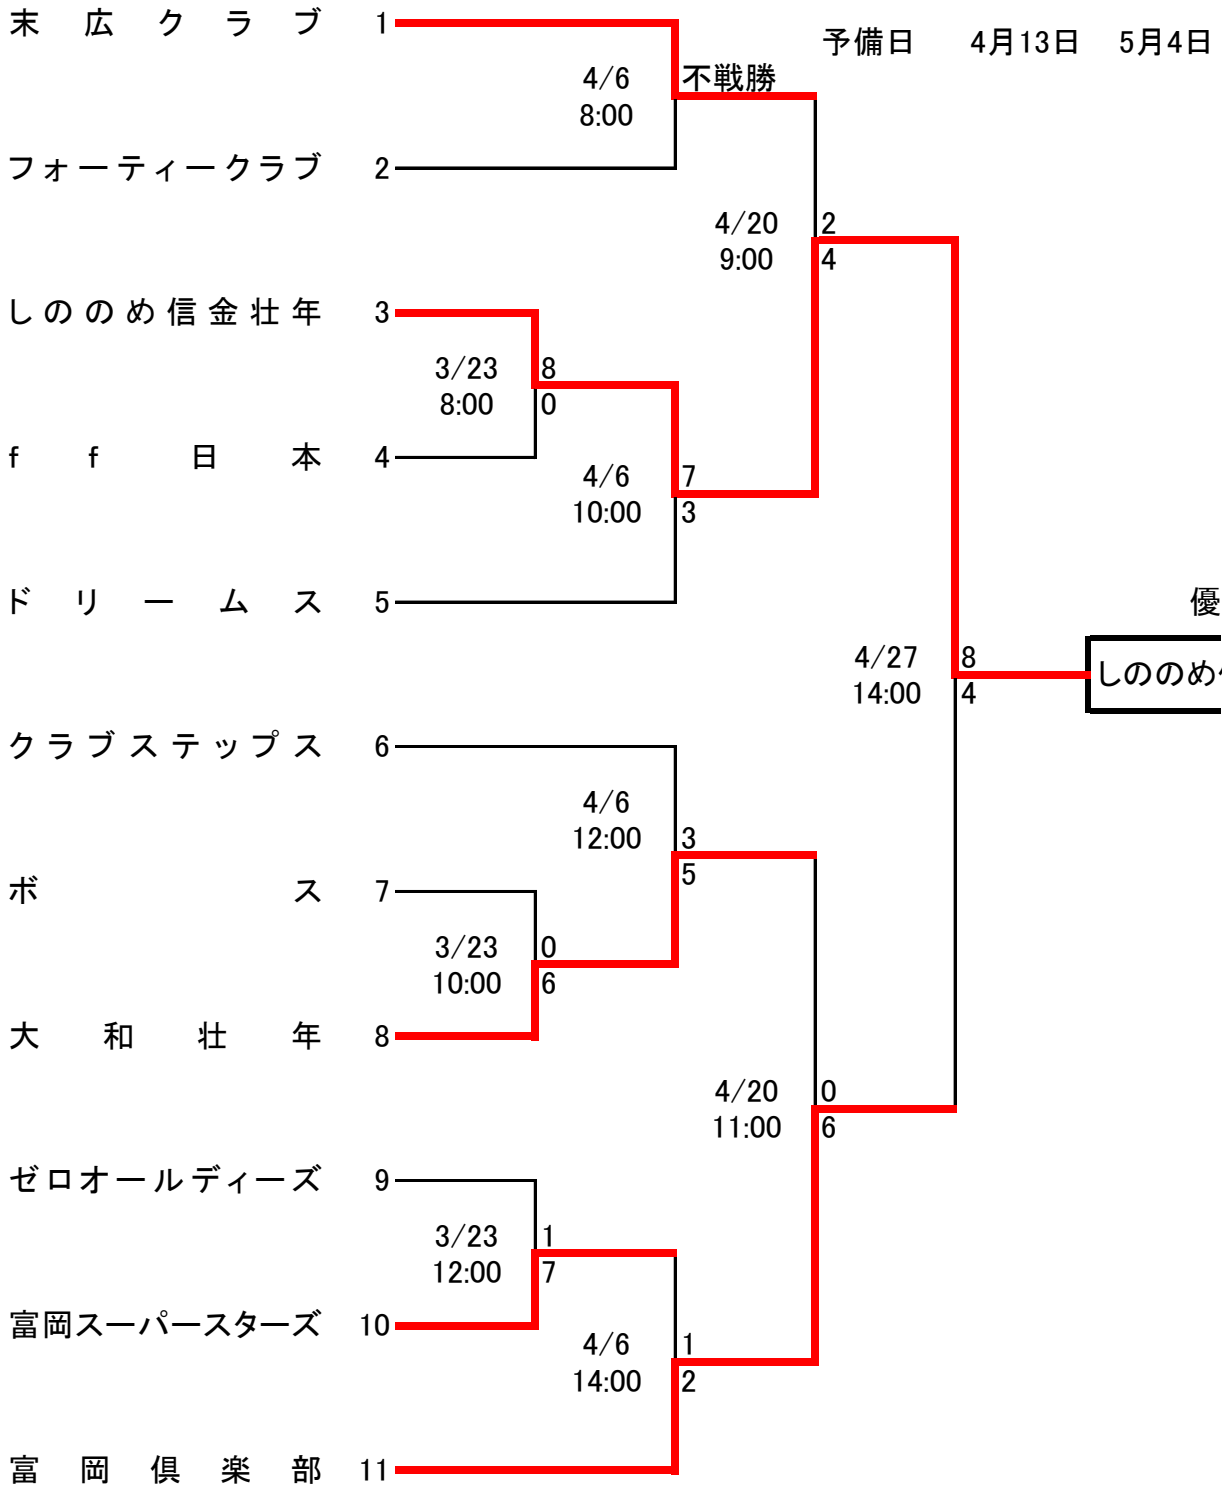 末広クラブ 1
予備日 4月13日 5月4日
4/6 不戦勝
8:00
フォーティークラブ 2
4/20 2
9:00 4
しののめ信金壮年 3
3/23 8
8:00 0
ff日本 4
4/6 7
10:00 3
ドリームス 5
優
4/27 8
14:00 4
しののめ
クラブステップス 6
4/6
12:00 3
5
ボス 7
3/23 0
10:00 6
大和壮年 8
4/20 0
11:00 6
ゼロオールディーズ 9
3/23 1
12:00 7
富岡スーパースターズ 10
4/6 1
14:00 2
富岡倶楽部 11